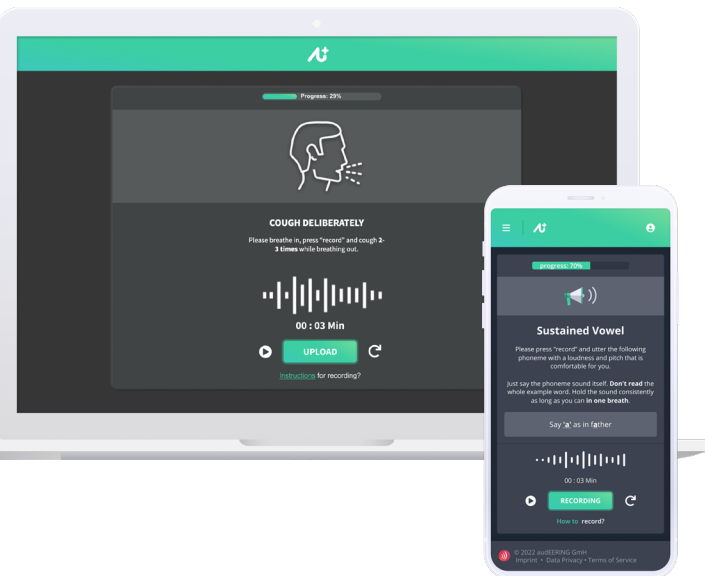 Progress: 29%
COUGH DELIBERATELY
Please breathe in, press "record" and cough 2-
3 times while breathing out.
00 : 03 Min
UPLOAD
Instructions for recording?
progress: 70%
Sustained Vowel
Please press "record" and utter the following
phoneme with a loudness and pitch that is
comfortable for you.
Just say the phoneme sound itself. Don't read the
whole example word. Hold the sound consistently
as long as you can in one breath.
Say 'a' as in father
00 : 03 Min
RECORDING
How to record?
© 2022 audEERING GmbH
Imprint • Data Privacy • Terms of Service